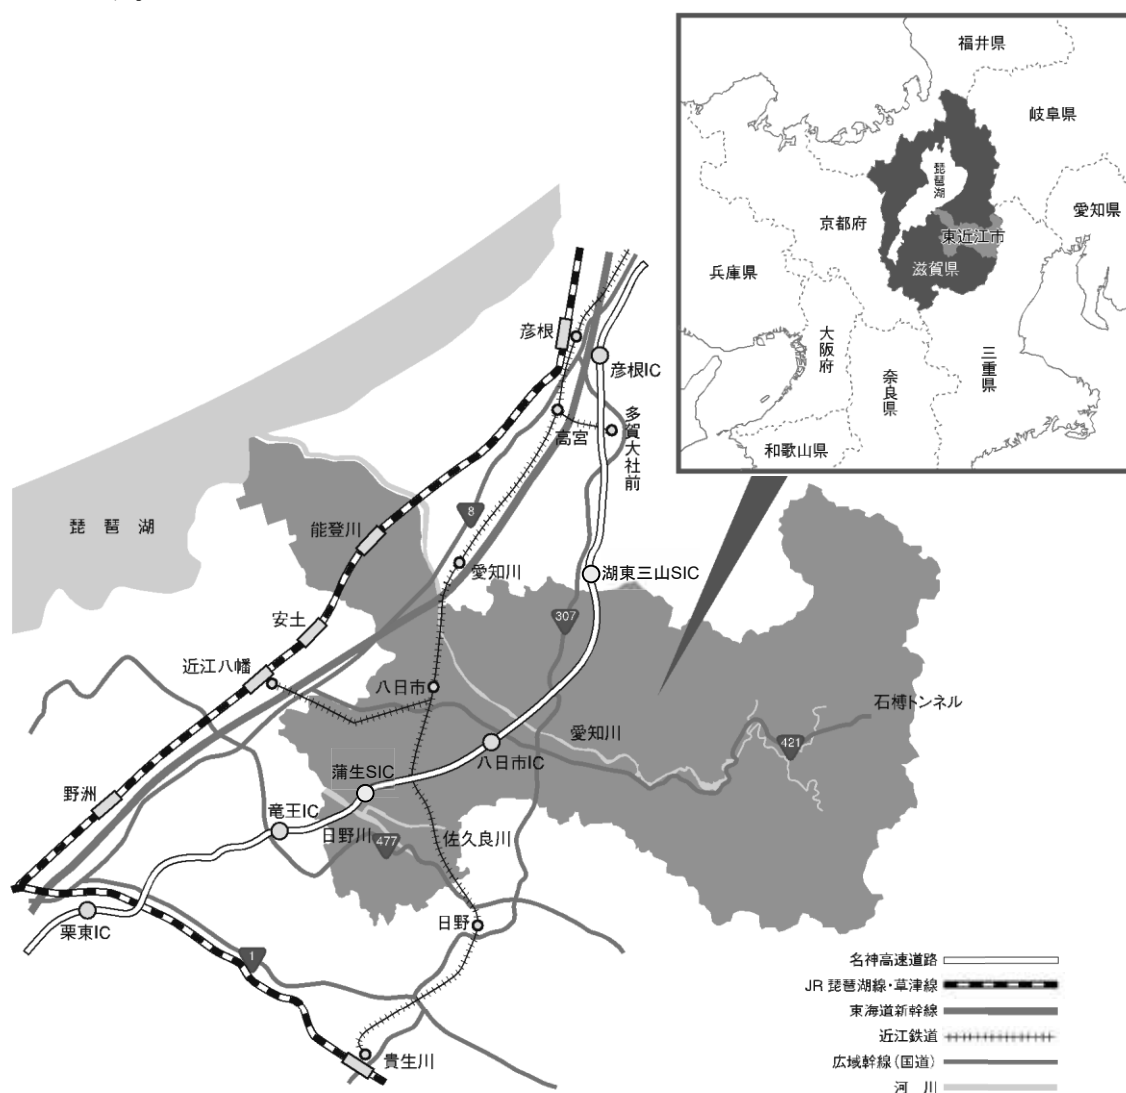 福井県
岐阜県
琵琶湖
愛知県
京都府
東近江市
滋賀県
兵庫県
大阪府
三重県
奈良県
和歌山県
彦根
彦根IC
多賀大社前
高宮
8
琵琶湖
能登川
愛知川
湖東三山SIC
307
安土
近江八幡
八日市
石榑トンネル
愛知川
421
八日市IC
蒲生SIC
野洲
竜王IC
日野川
477
佐久良川
日野
栗東IC
1
貴生川
名神高速道路
JR 琵琶湖線・草津線
東海道新幹線
近江鉄道
広域幹線(国道)
河川